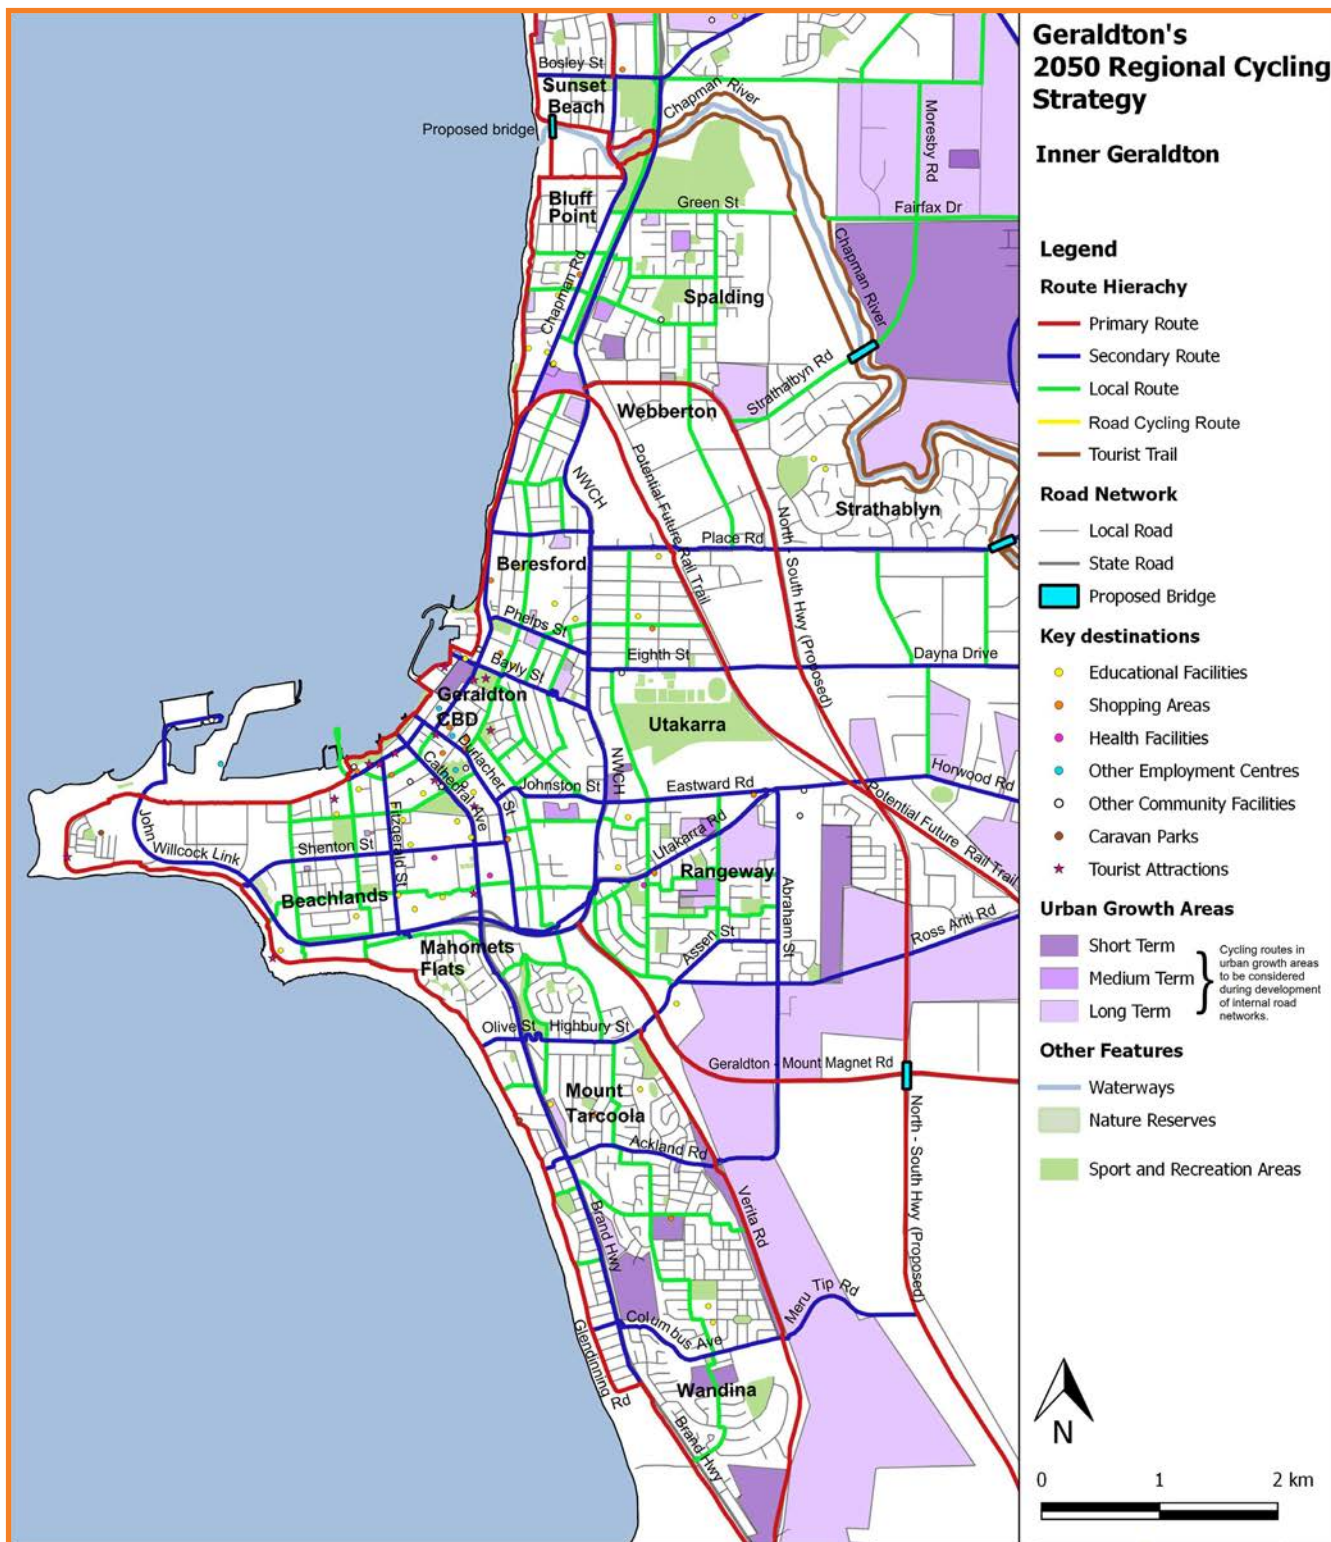 Geraldton's
2050 Regional Cycling
Strategy
Inner Geraldton
Legend
Route Hierachy
Primary Route
Secondary Route
Local Route
Road Cycling Route
Tourist Trail
Road Network
Local Road
State Road
Proposed Bridge
Key destinations
Educational Facilities
Shopping Areas
Health Facilities
Other Employment Centres
Other Community Facilities
Caravan Parks
Tourist Attractions
Urban Growth Areas
Short Term
Medium Term
Long Term
Cycling routes in
urban growth areas
to be considered
during development
of internal road
networks.
Other Features
Waterways
Nature Reserves
Sport and Recreation Areas
N
0 1 2 km
Bosley St
Sunset
Beach
Chapman River
Proposed bridge
Moresby Rd
Bluff
Point
Green St
Fairfax Dr
Chapman Rd
Chapman River
Spalding
Strathalbyn Rd
Webberton
Potential Future Rail Trail
NWCH
North - South Hwy (Proposed)
Strathablyn
Place Rd
Beresford
Phelps St
Eighth St
Dayna Drive
Bayly St
Geraldton
CBD
Utakarra
Durlacher St
Cathedral Ave
Johnston St
NWCH
Eastward Rd
Horwood Rd
John Willcock Link
Fitzgerald St
Shenton St
Utakarra Rd
Potential Future Rail Trail
Rangeway
Beachlands
Abraham St
Ross Ariti Rd
Assen St
Mahomets
Flats
Olive St
Highbury St
Geraldton - Mount Magnet Rd
Mount
Tarcoola
North - South Hwy (Proposed)
Ackland Rd
Verita Rd
Brand Hwy
Meru Tip Rd
Columbus Ave
Glendinning Rd
Wandina
Brand Hwy